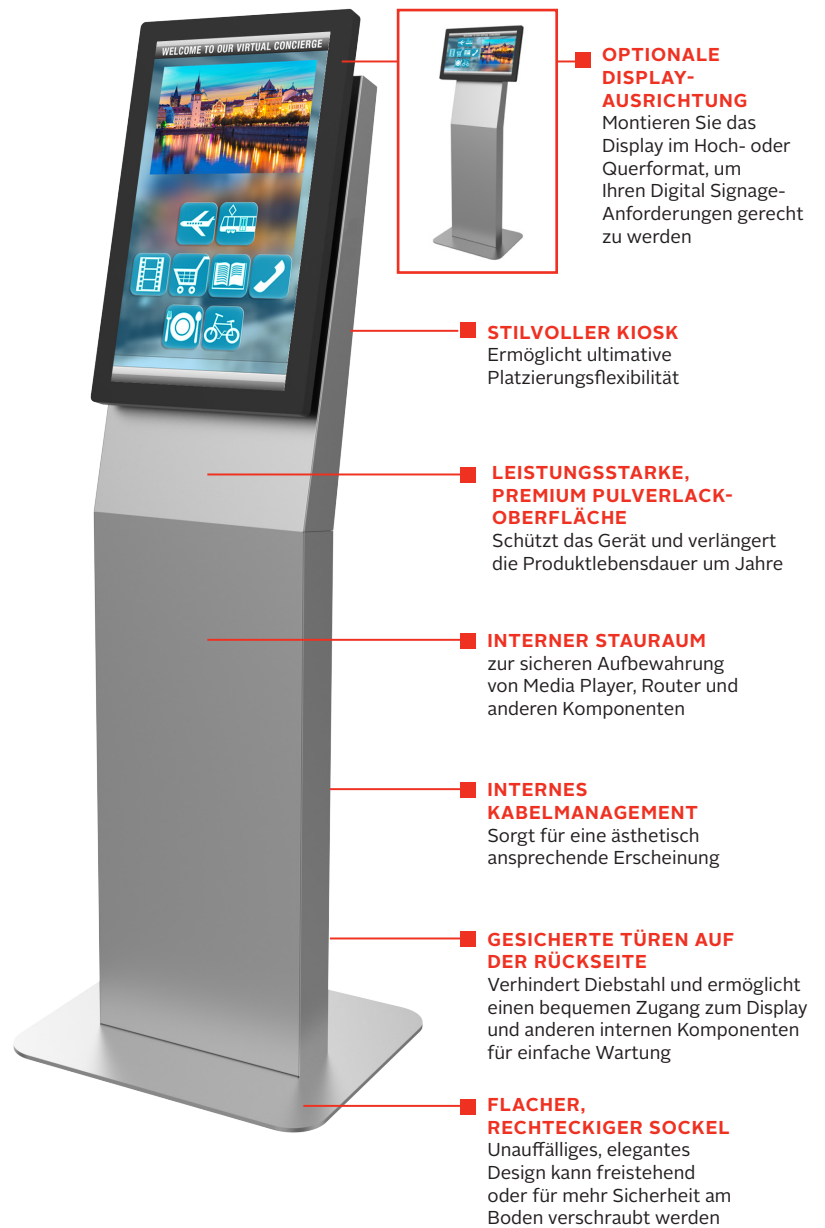 WELCOME TO OUR VIRTUAL CONCIERGE
OPTIONALE
DISPLAY-
AUSRICHTUNG
Montieren Sie das
Display im Hoch- oder
Querformat, um
Ihren Digital Signage-
Anforderungen gerecht
zu werden
STILVOLLER KIOSK
Ermöglicht ultimative
Platzierungsflexibilität
LEISTUNGSSTARKE,
PREMIUM PULVERLACK-
OBERFLÄCHE
Schützt das Gerät und verlängert
die Produktlebensdauer um Jahre
INTERNER STAURAUM
zur sicheren Aufbewahrung
von Media Player, Router und
anderen Komponenten
INTERNES
KABELMANAGEMENT
Sorgt für eine ästhetisch
ansprechende Erscheinung
GESICHERTE TÜREN AUF
DER RÜCKSEITE
Verhindert Diebstahl und ermöglicht
einen bequemen Zugang zum Display
und anderen internen Komponenten
für einfache Wartung
FLACHER,
RECHTECKIGER SOCKEL
Unauffälliges, elegantes
Design kann freistehend
oder für mehr Sicherheit am
Boden verschraubt werden